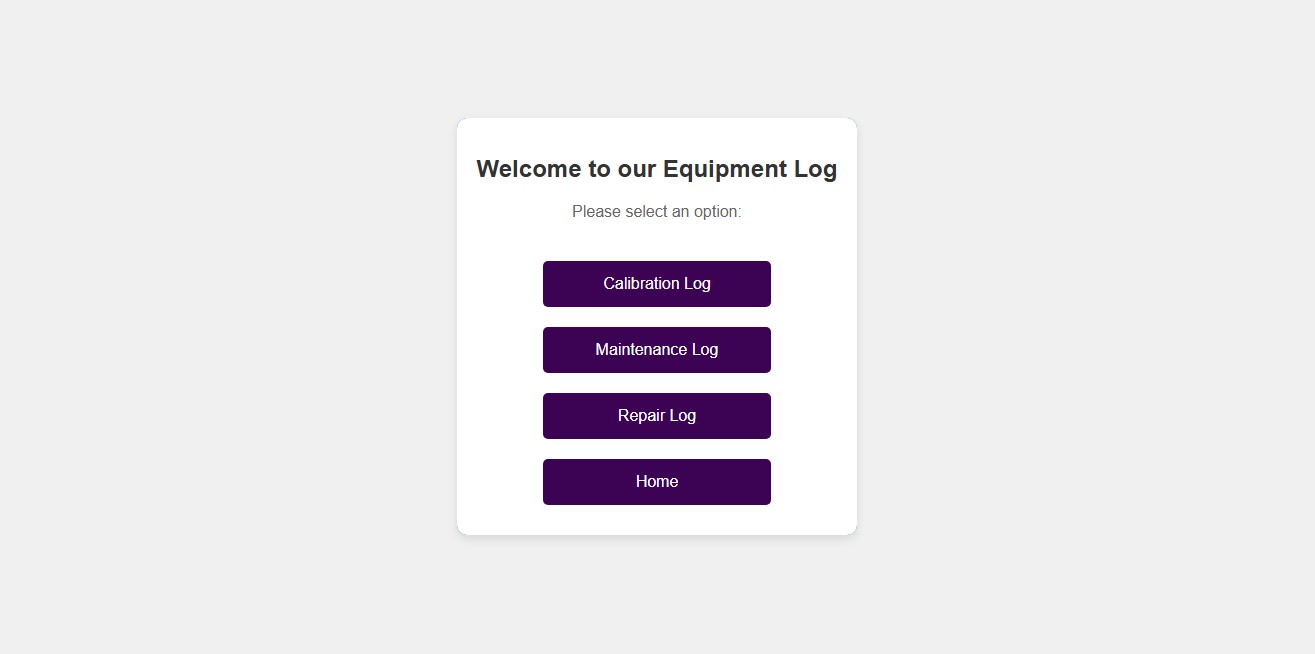 Welcome to our Equipment Log
Please select an option:
Calibration Log
Maintenance Log
Repair Log
Home